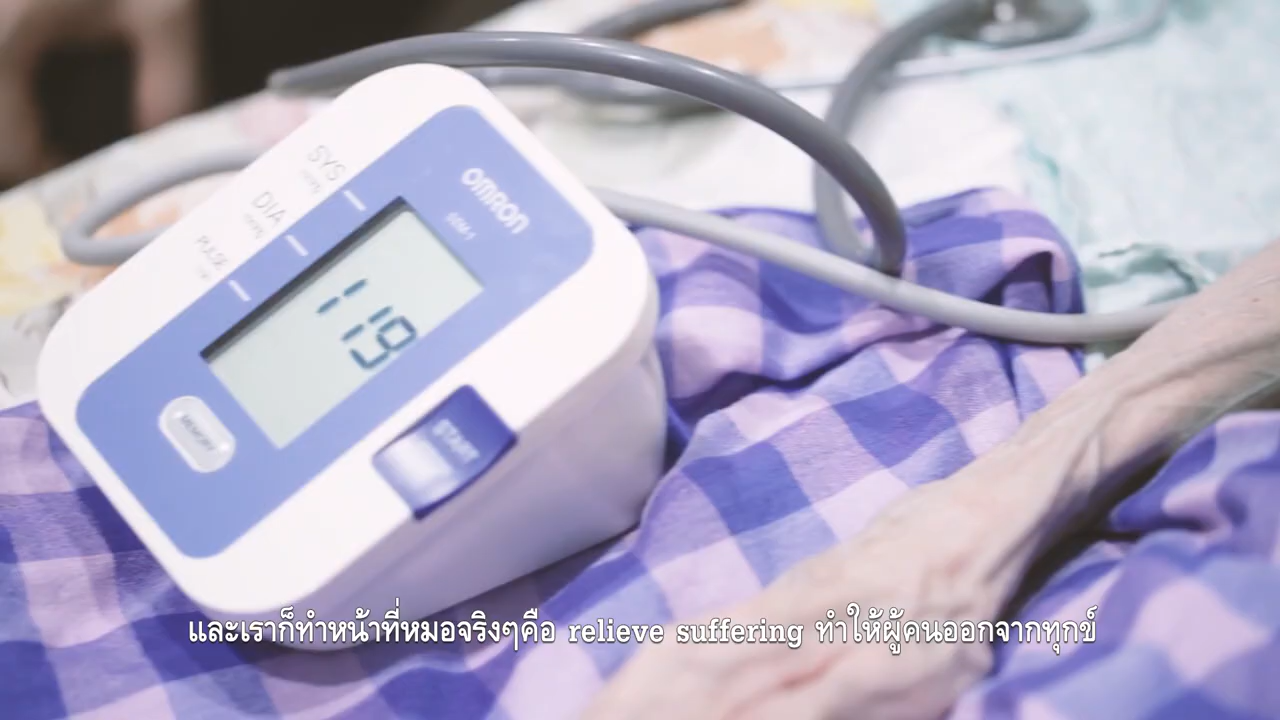 SYS
DIA
PULSE
OMRON
119
MEMORY
START
และเราก็ทำหน้าที่หมอจริงๆคือ relieve suffering ทำให้ผู้คนออกจากทุกข์